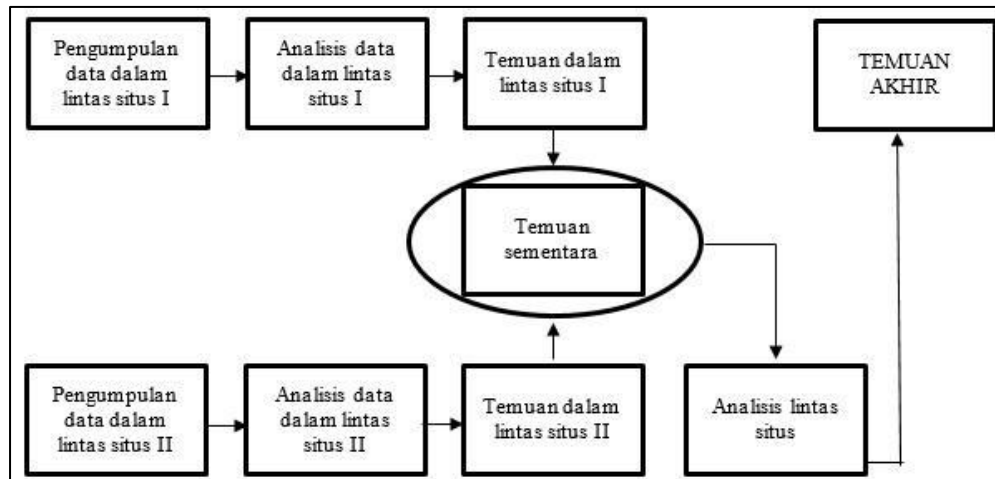 Pengumpulan
data dalam
lintas situs I
Analisis data
dalam lintas
situs I
Temuan dalam
lintas situs I
TEMUAN
AKHIR
Temuan
sementara
Pengumpulan
data dalam
lintas situs II
Analisis data
dalam lintas
situs II
Temuan dalam
lintas situs II
Analisis lintas
situs